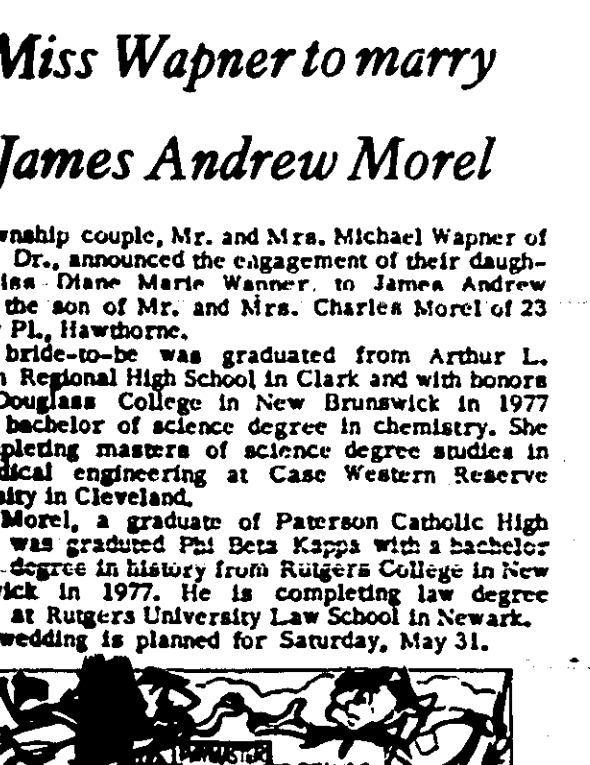 Miss Wapner to marry
James Andrew Morel
wnship couple, Mr. and Mrs. Michael Wapner of
Dr., announced the engagement of their daugh-
iss Diane Marie Wapner, to James Andrew
the son of Mr. and Mrs. Charles Morel of 23
Pl., Hawthorne.
bride-to-be was graduated from Arthur L.
n Regional High School in Clark and with honors
Douglass College in New Brunswick in 1977
bachelor of science degree in chemistry. She
pleting masters of science degree studies in
dical engineering at Case Western Reserve
sity in Cleveland.
Morel, a graduate of Paterson Catholic High
was graduted Phi Beta Kappa with a bachelor
degree in history from Rutgers College in New
ick in 1977. He is completing law degree
at Rutgers University Law School in Newark.
wedding is planned for Saturday, May 31.